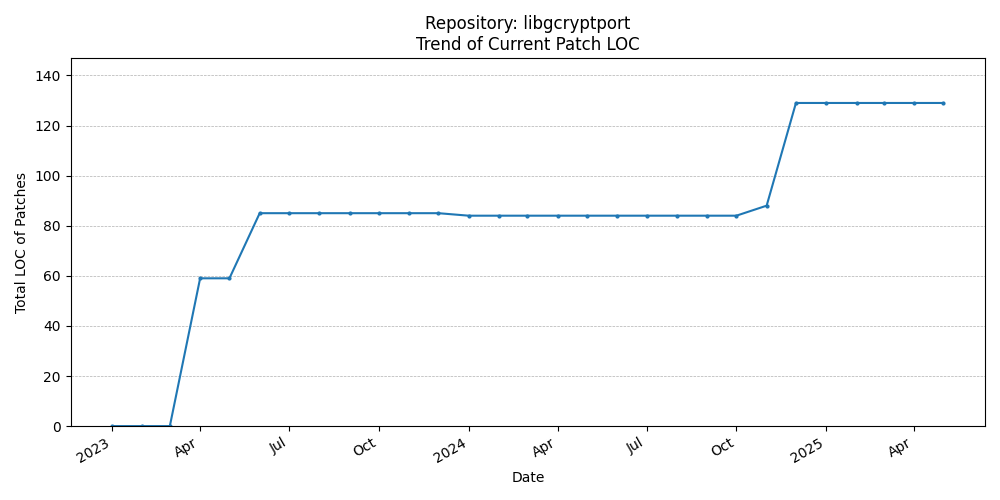 Repository: libgcryptport
Trend of Current Patch LOC
Total LOC of Patches
140
120
100
80
60
40
20
0
2023
Apr
Jul
Oct
2024
Apr
Jul
Oct
2025
Apr
Date